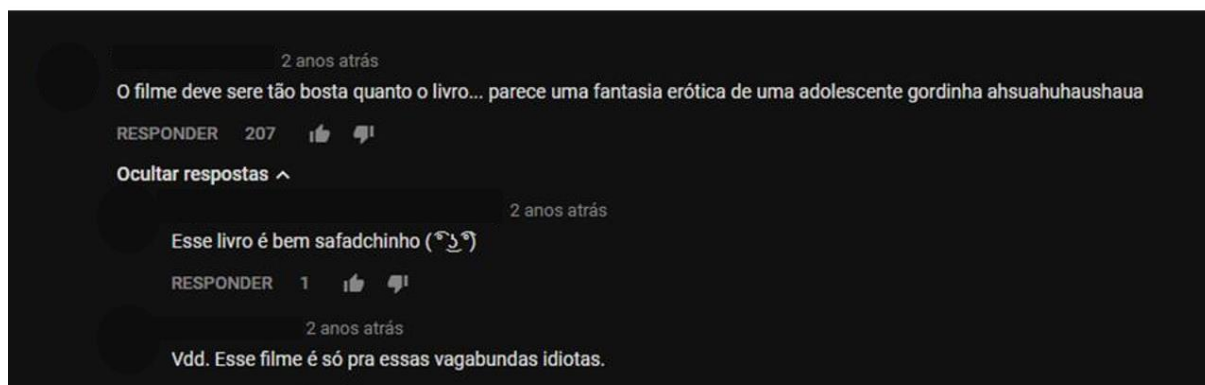 2 anos atrás
O filme deve sere tão bosta quanto o livro... parece uma fantasia erótica de uma adolescente gordinha ahsuahuhaushaua
RESPONDER 207
Ocultar respostas
2 anos atrás
Esse livro é bem safadchinho ( ͡° ͜ʖ ͡°)
RESPONDER 1
2 anos atrás
Vdd. Esse filme é só pra essas vagabundas idiotas.